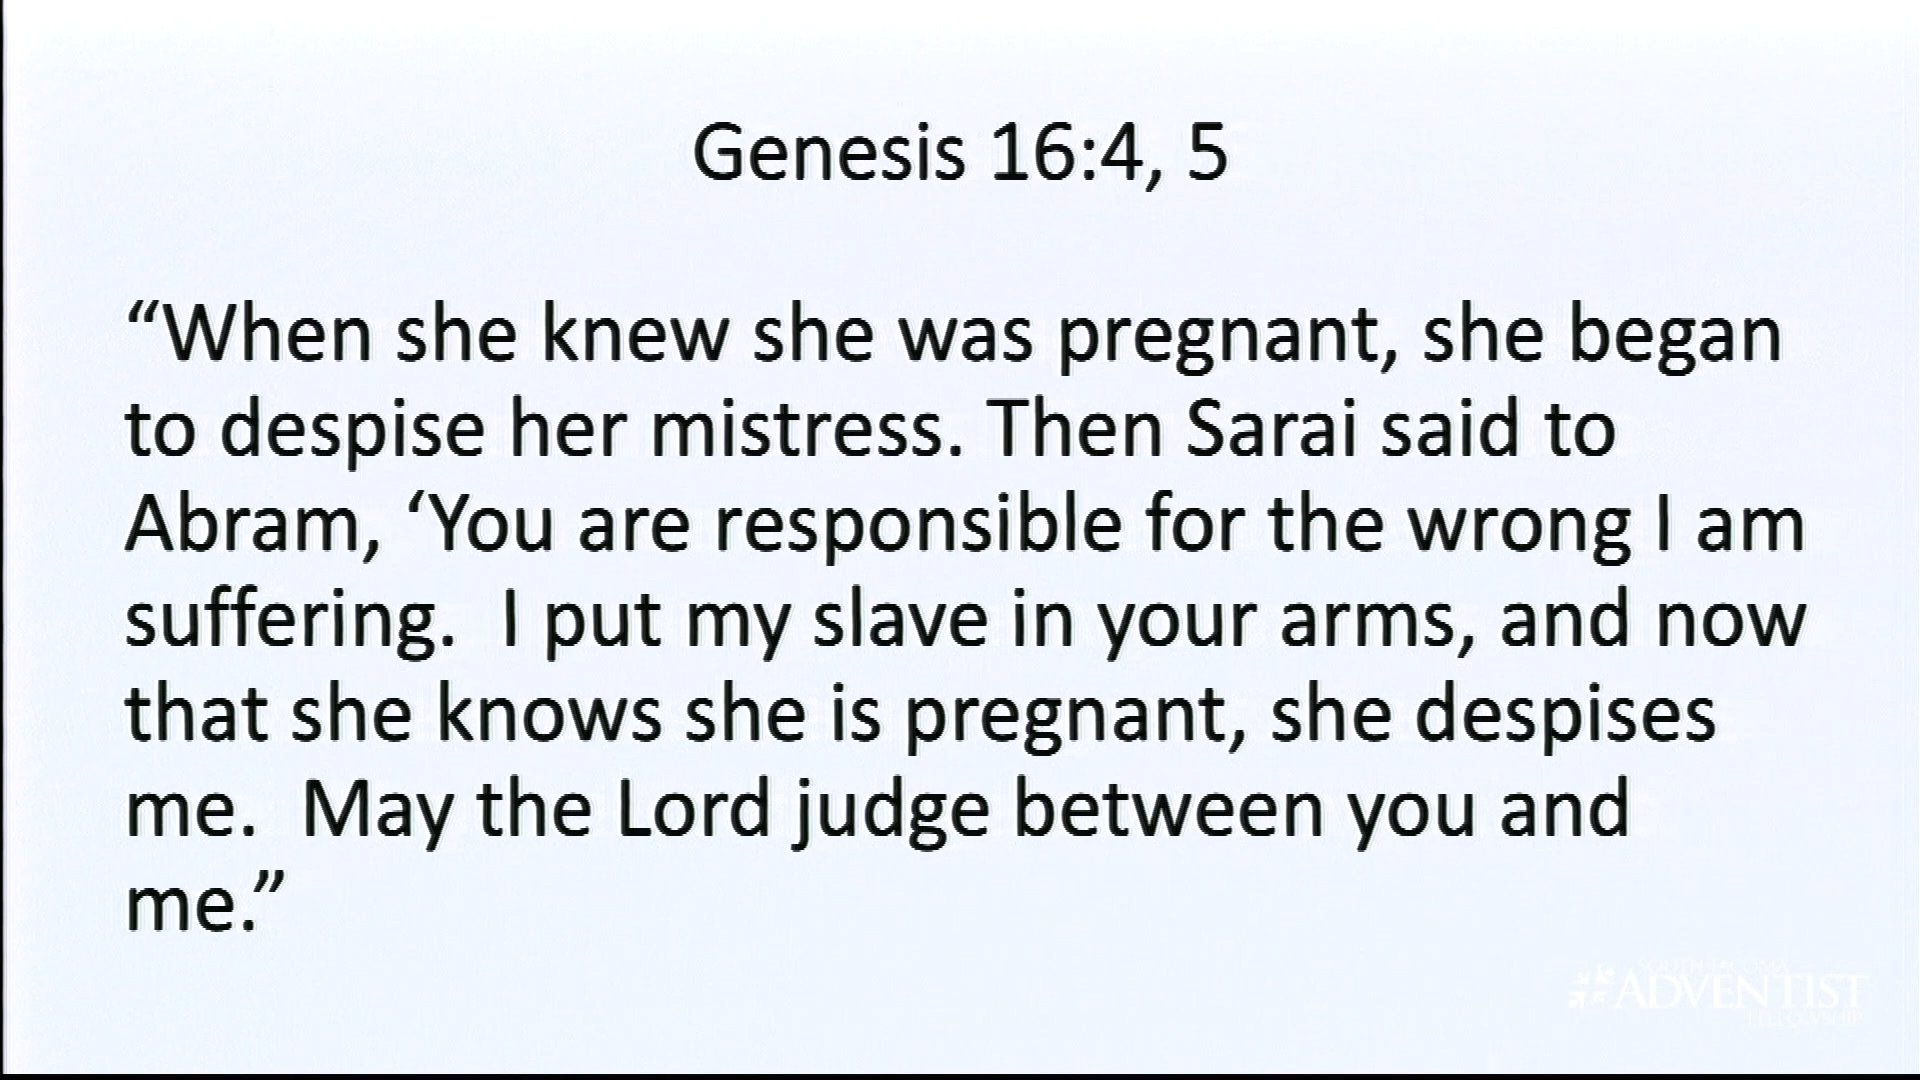 Genesis 16:4, 5
“When she knew she was pregnant, she began
to despise her mistress. Then Sarai said to
Abram, ‘You are responsible for the wrong I am
suffering.  I put my slave in your arms, and now
that she knows she is pregnant, she despises
me.  May the Lord judge between you and
me.”
ADVENTIST
FELLOWSHIP